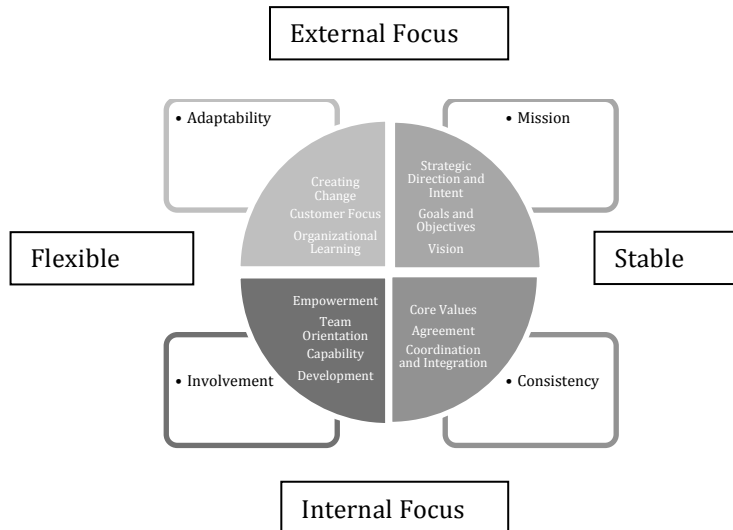 External Focus
• Adaptability
• Mission
Creating
Change
Customer Focus
Organizational
Learning
Strategic
Direction and
Intent
Goals and
Objectives
Vision
Flexible
Stable
Empowerment
Team
Orientation
Capability
Development
Core Values
Agreement
Coordination
and Integration
• Involvement
• Consistency
Internal Focus